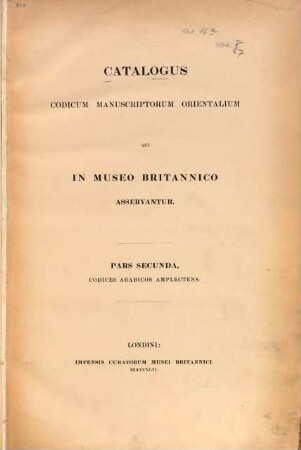 CATALOGUS
CODICUM MANUSCRIPTORUM ORIENTALIUM
QUI
IN MUSEO BRITANNICO
ASSERVANTUR.
PARS SECUNDA,
CODICES ARABICOS AMPLECTENS
LONDINI:
IMPENSIS CURATORUM MUSEI BRITANNICI
MDCCCXLVI.